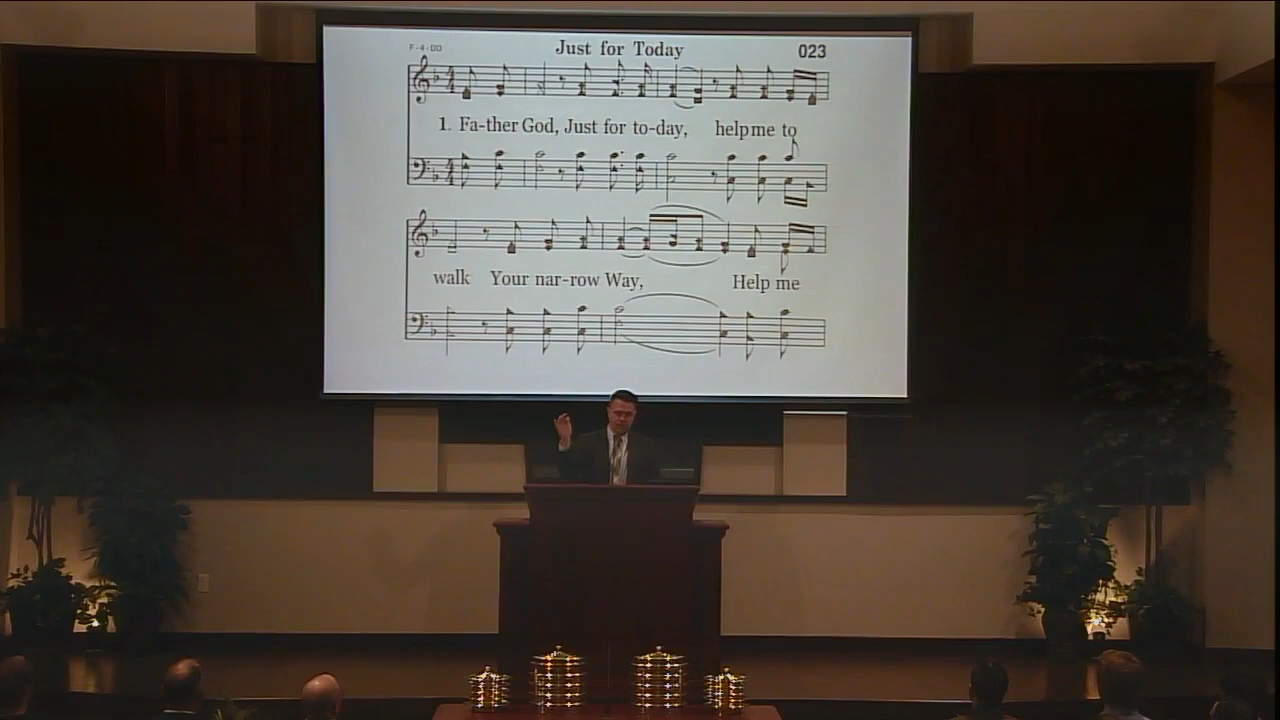 F-4-DO
Just for Today
023
1. Fa-ther God, Just for to-day, help me to
walk Your nar-row Way, Help me